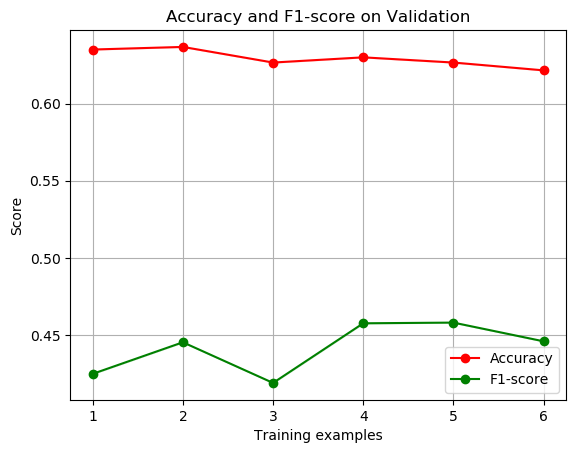 Accuracy and F1-score on Validation
Score
0.60
0.55
0.50
0.45
1 2 3 4 5 6
Training examples
Accuracy
F1-score